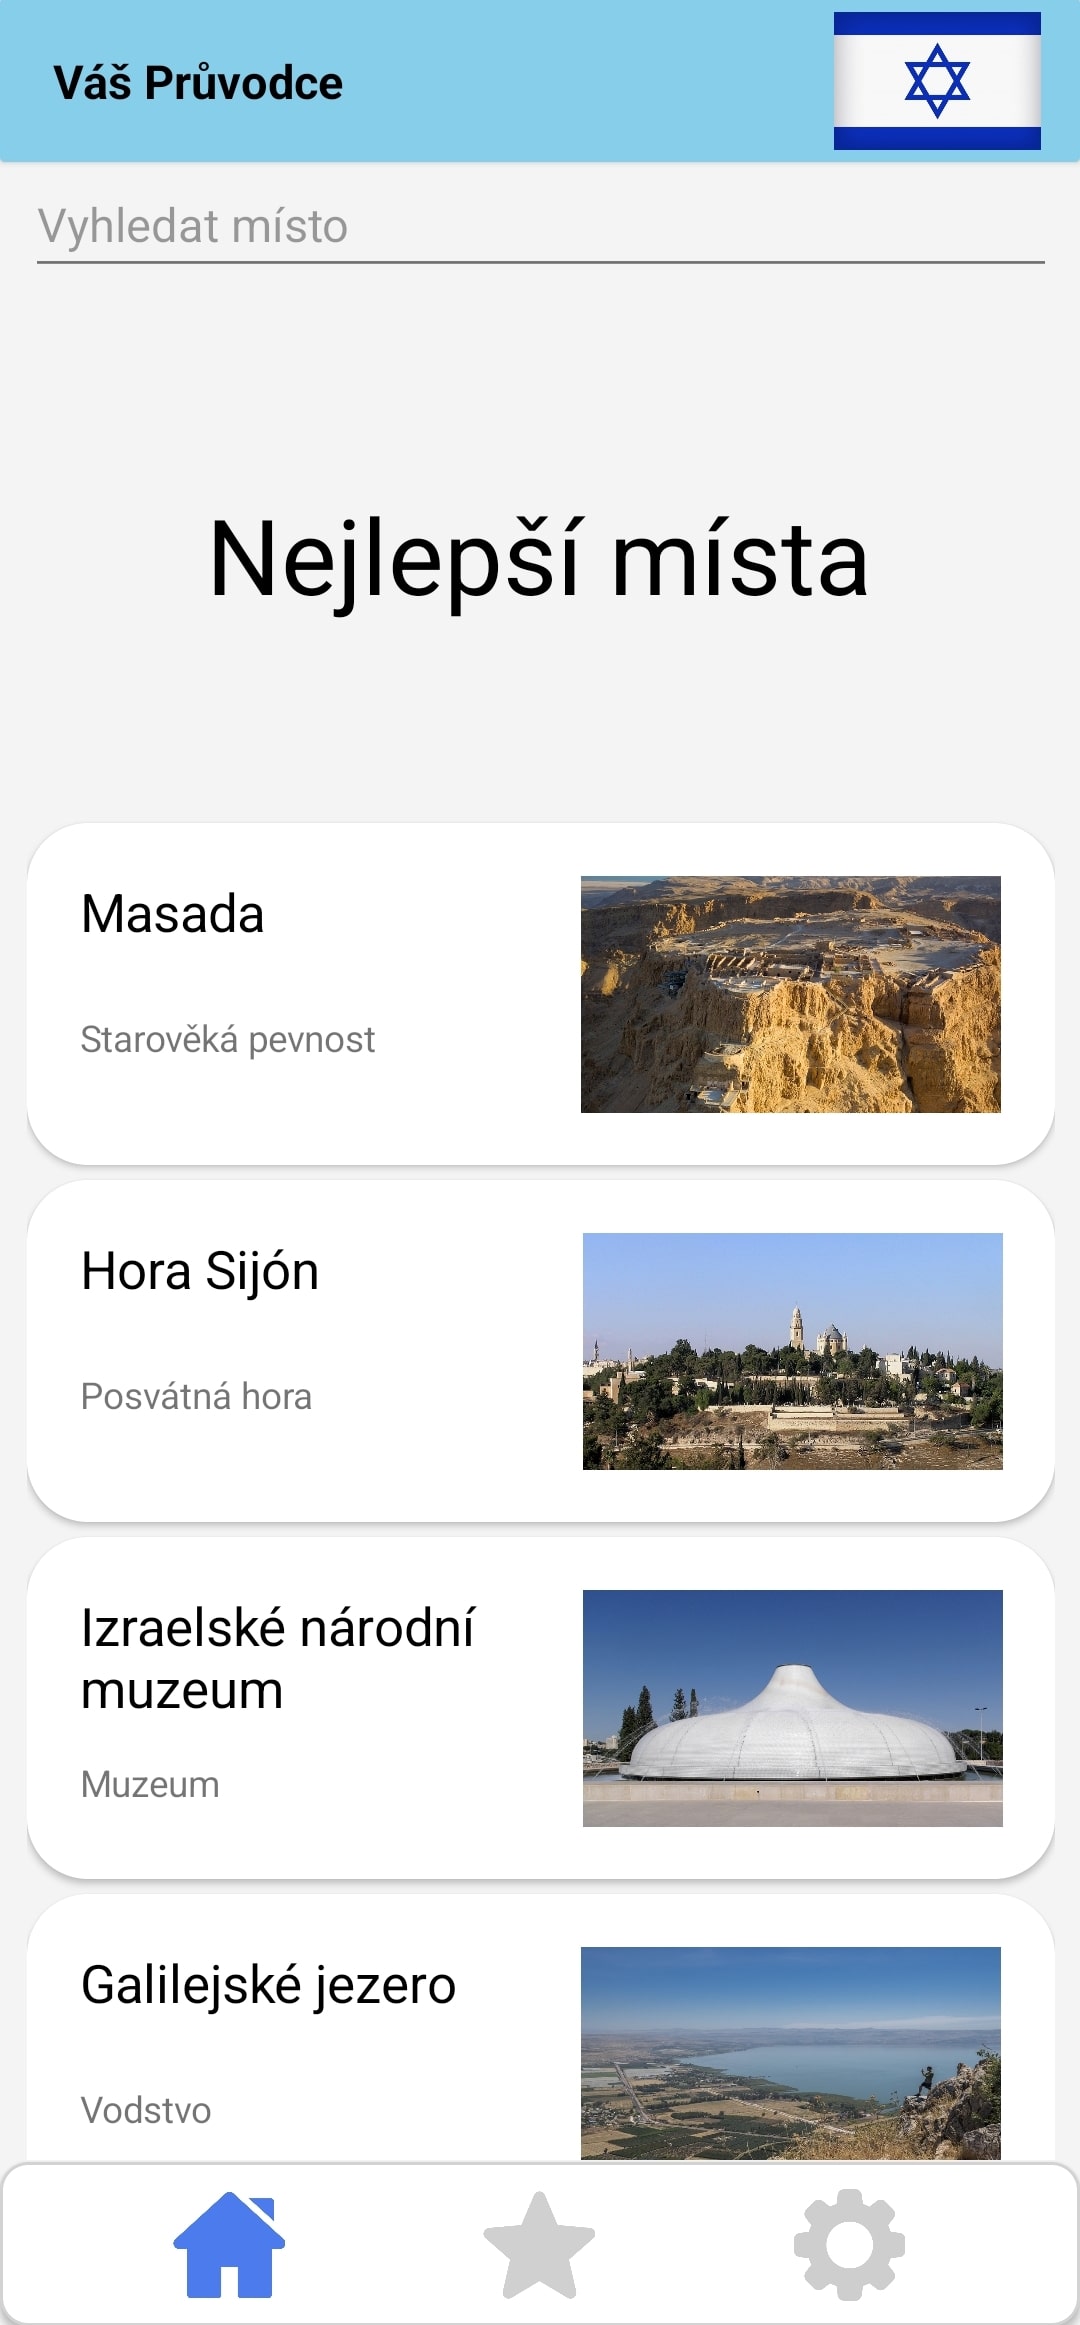 Váš Průvodce
Vyhledat místo
Nejlepší místa
Masada
Starověká pevnost
Hora Sijón
Posvátná hora
Izraelské národní
muzeum
Muzeum
Galilejské jezero
Vodstvo